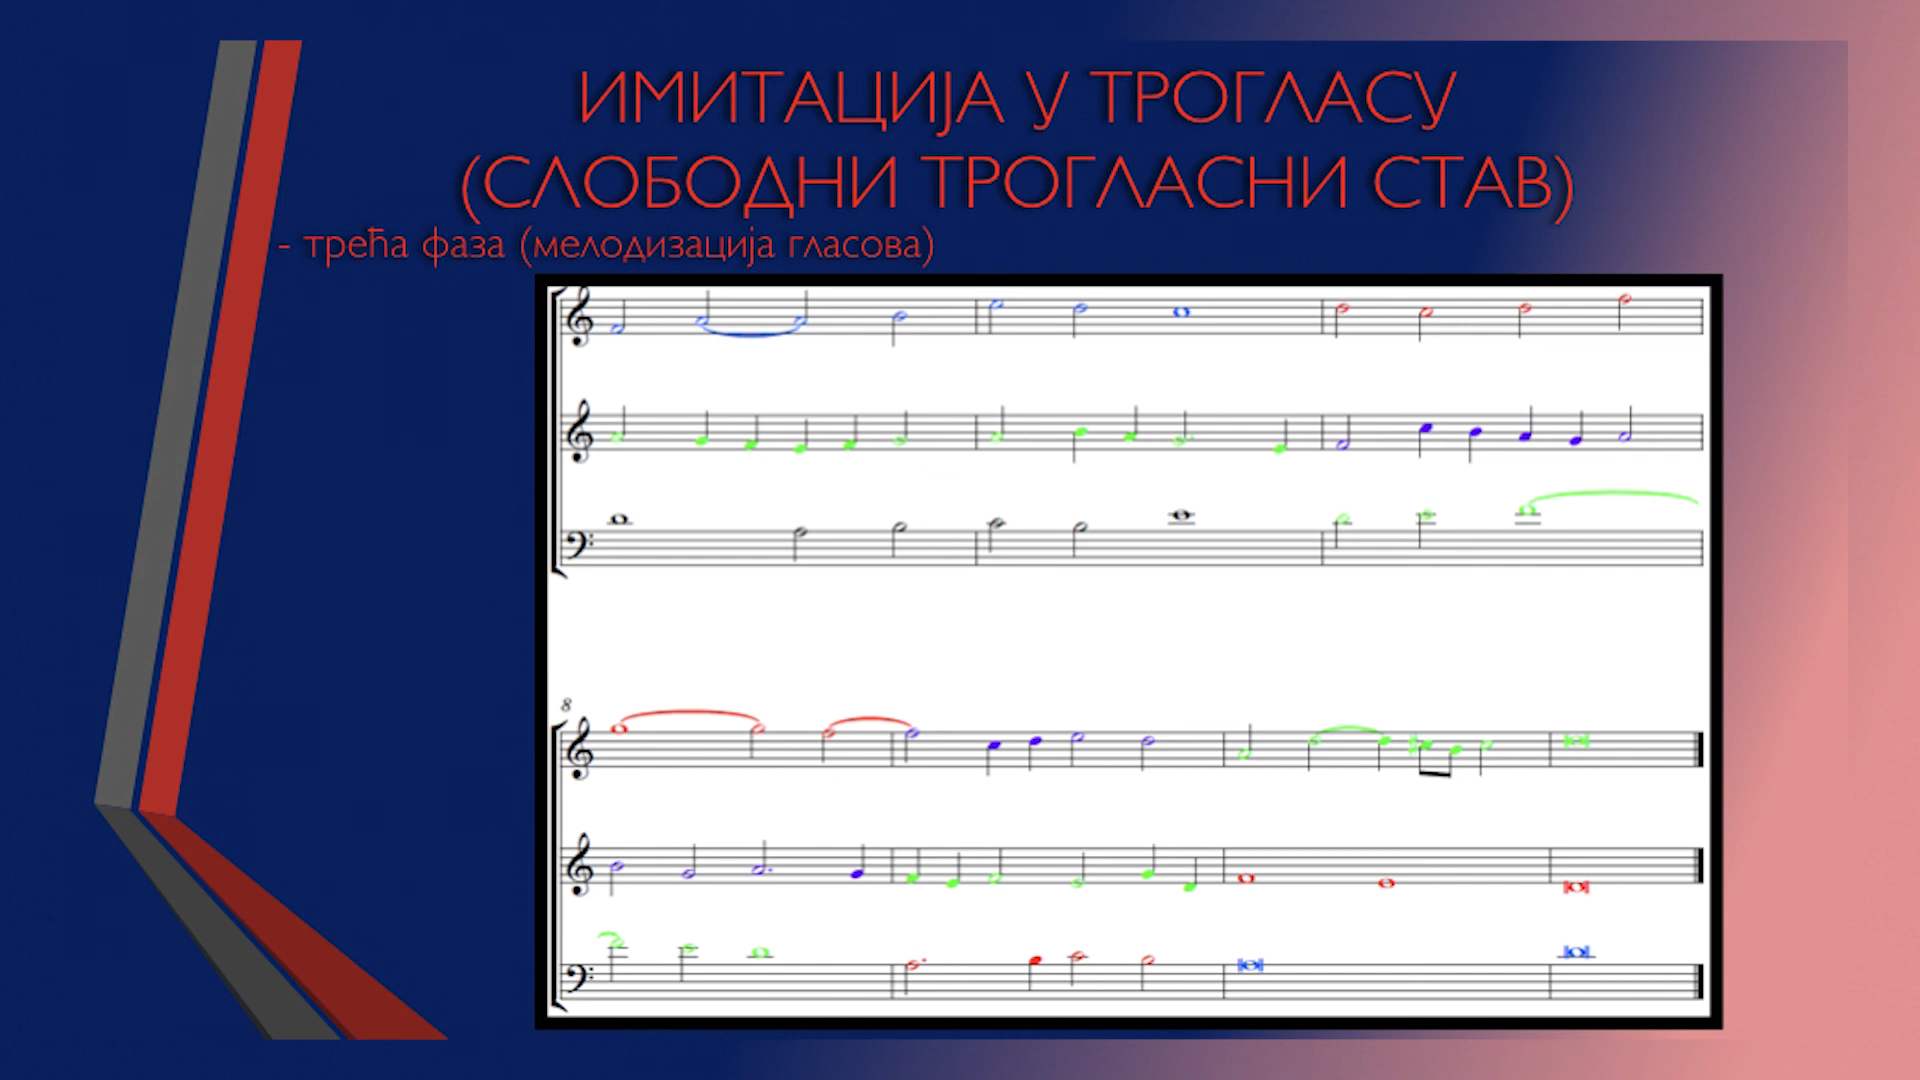 ИМИТАЦИЈА У ТРОГЛАСУ
(СЛОБОДНИ ТРОГЛАСНИ СТАВ)
- трећа фаза (мелодизација гласова)
8